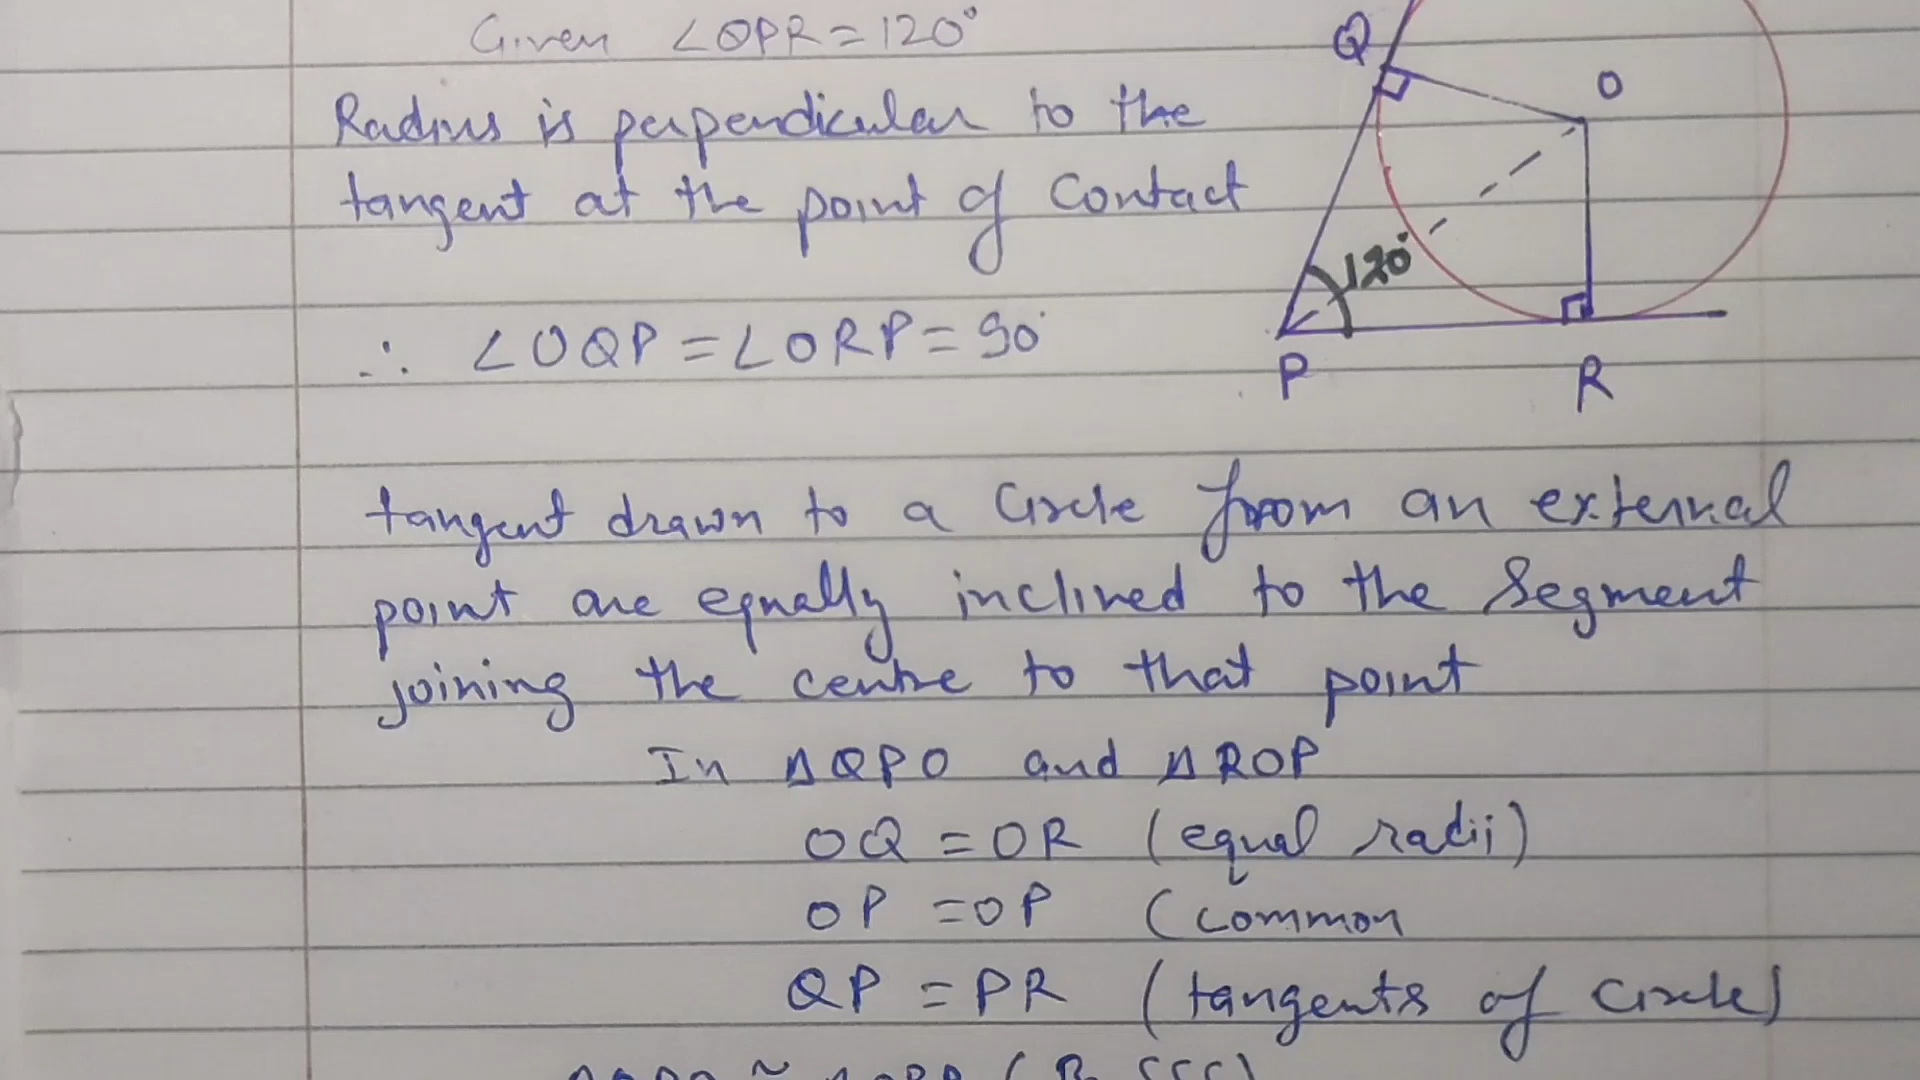 Given ∠QPR = 120°
Q
O
Radius is perpendicular to the
tangent at the point of Contact
120°
∴ ∠OQP = ∠ORP = 90°
P
R
tangent drawn to a Circle from an external
point are equally inclined to the Segment
joining the centre to that point
In ΔQPO and ΔROP
OQ = OR (equal radii)
OP = OP (common
QP = PR (tangents of Circle)